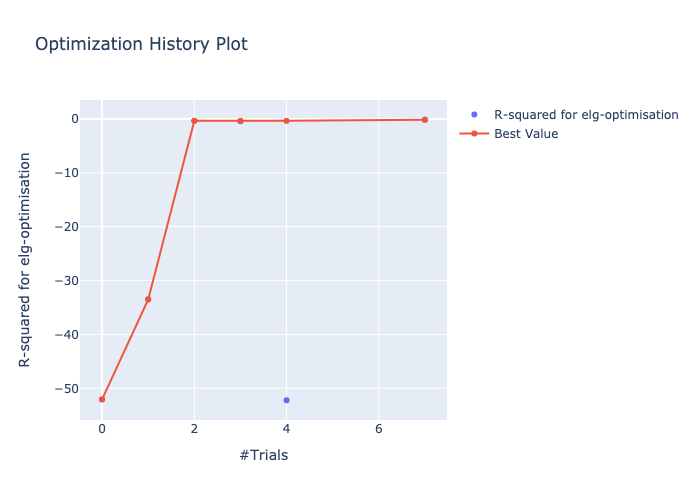 Optimization History Plot
R-squared for elg-optimisation
Best Value
0
−10
−20
−30
−40
−50
R-squared for elg-optimisation
0 2 4 6
#Trials